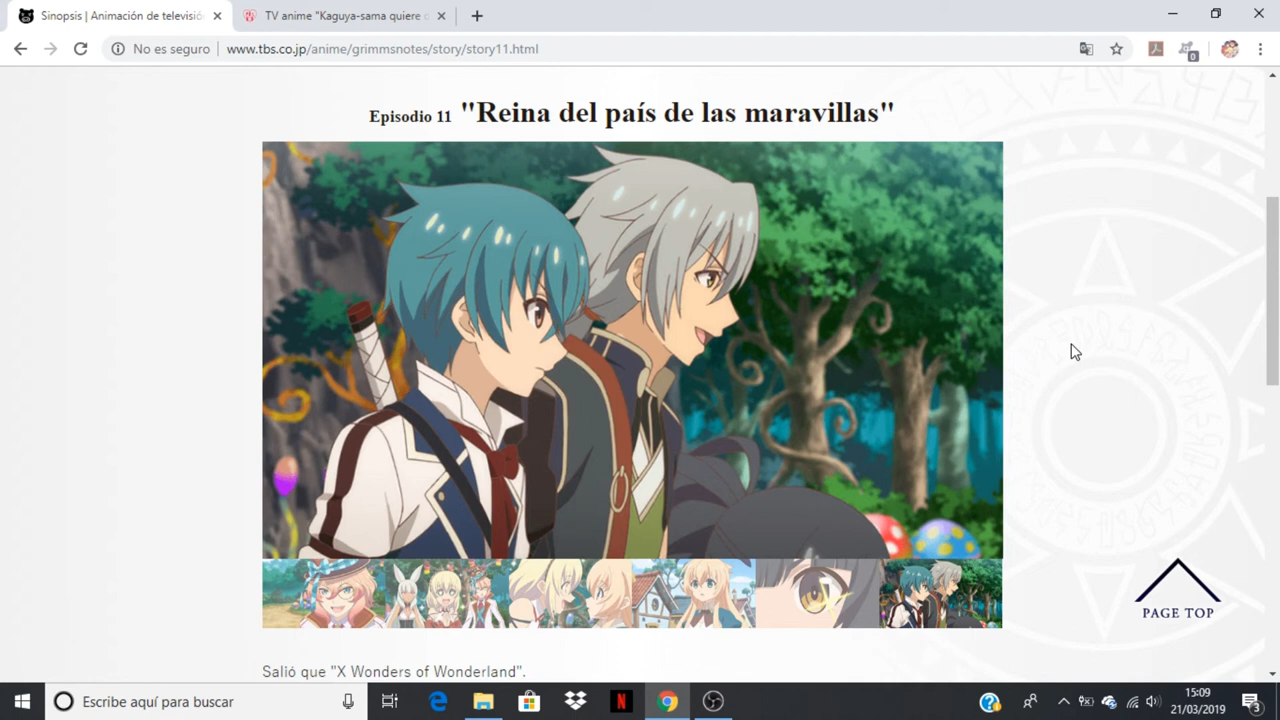 Sinopsis | Animación de televisió
TV anime "Kaguya-sama quiere d
No es seguro
www.tbs.co.jp/anime/grimmsnotes/story/story11.html
0
Episodio 11 "Reina del país de las maravillas"
PAGE TOP
Salió que "X Wonders of Wonderland".
Escribe aquí para buscar
15:09
21/03/2019
3